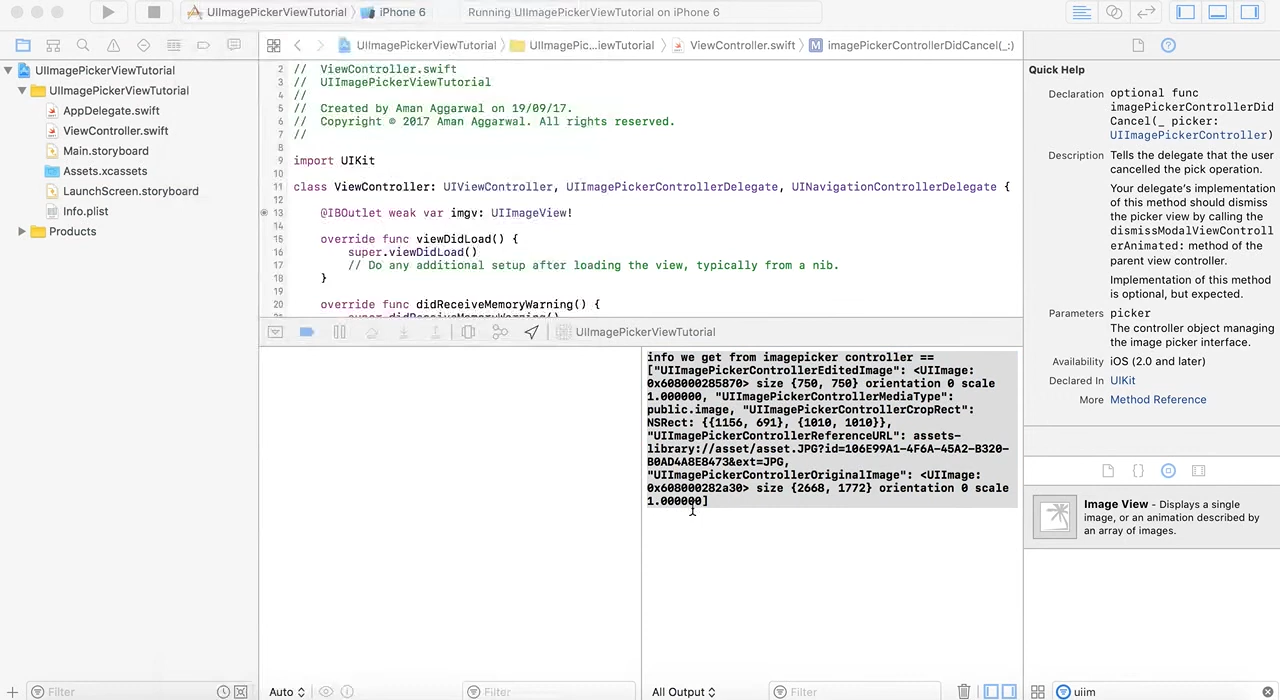 UIImagePickerViewTutorial
iPhone 6
Running UIImagePickerViewTutorial on iPhone 6
UIImagePickerViewTutorial
UIImagePic...iewTutorial
ViewController.swift
M
imagePickerControllerDidCancel(_:)
UIImagePickerViewTutorial
UIImagePickerViewTutorial
AppDelegate.swift
ViewController.swift
Main.storyboard
Assets.xcassets
LaunchScreen.storyboard
Info.plist
Products
2 // ViewController.swift
3 // UIImagePickerViewTutorial
4 //
5 // Created by Aman Aggarwal on 19/09/17.
6 // Copyright © 2017 Aman Aggarwal. All rights reserved.
7 //
8
9 import UIKit
10
11 class ViewController: UIViewController, UIImagePickerControllerDelegate, UINavigationControllerDelegate {
12
13 @IBOutlet weak var imgv: UIImageView!
14
15 override func viewDidLoad() {
16 super.viewDidLoad()
17 // Do any additional setup after loading the view, typically from a nib.
18 }
19
20 override func didReceiveMemoryWarning() {
21 super.didReceiveMemoryWarning()
UIImagePickerViewTutorial
info we get from imagepicker controller ==
["UIImagePickerControllerEditedImage": <UIImage:
0x608000285870> size {750, 750} orientation 0 scale
1.000000, "UIImagePickerControllerMediaType":
public.image, "UIImagePickerControllerCropRect":
NSRect: {{1156, 691}, {1010, 1010}},
"UIImagePickerControllerReferenceURL": assets-
library://asset/asset.JPG?id=106E99A1-4F6A-45A2-B320-
B0AD4A8E8473&ext=JPG,
"UIImagePickerControllerOriginalImage": <UIImage:
0x608000282a30> size {2668, 1772} orientation 0 scale
1.000000]
Quick Help
Declaration optional func
imagePickerControllerDid
Cancel(_ picker:
UIImagePickerController)
Description Tells the delegate that the user
cancelled the pick operation.
Your delegate's implementation
of this method should dismiss
the picker view by calling the
dismissModalViewControll
erAnimated: method of the
parent view controller.
Implementation of this method
is optional, but expected.
Parameters picker
The controller object managing
the image picker interface.
Availability iOS (2.0 and later)
Declared In UIKit
More Method Reference
Image View - Displays a single
image, or an animation described by
an array of images.
Filter
Auto
Filter
All Output
Filter
uiim